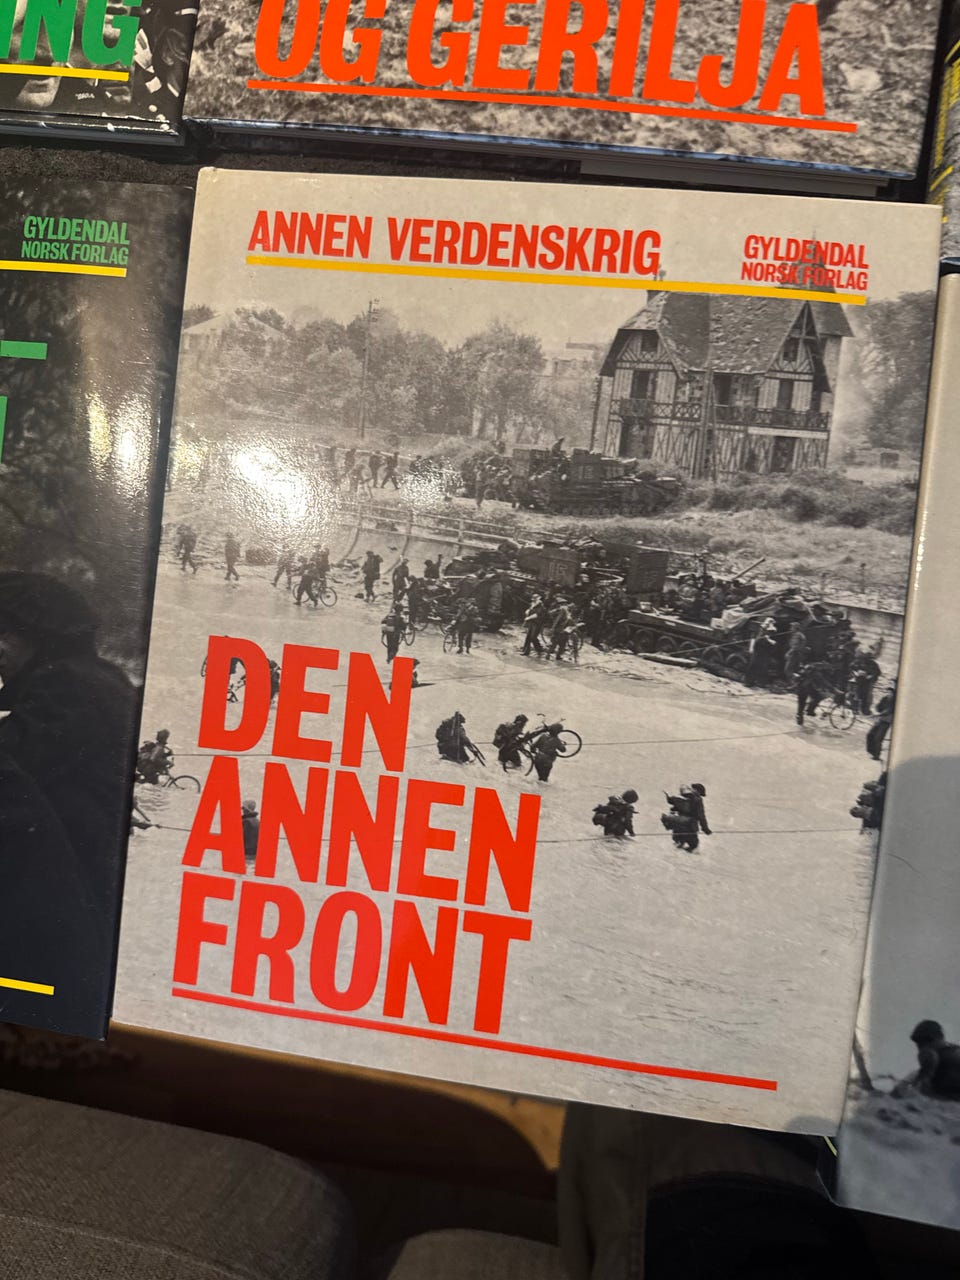 OG GERILJA
GYLDENDAL
NORSK FORLAG
ANNEN VERDENSKRIG
GYLDENDAL
NORSK FORLAG
DEN
ANNEN
FRONT